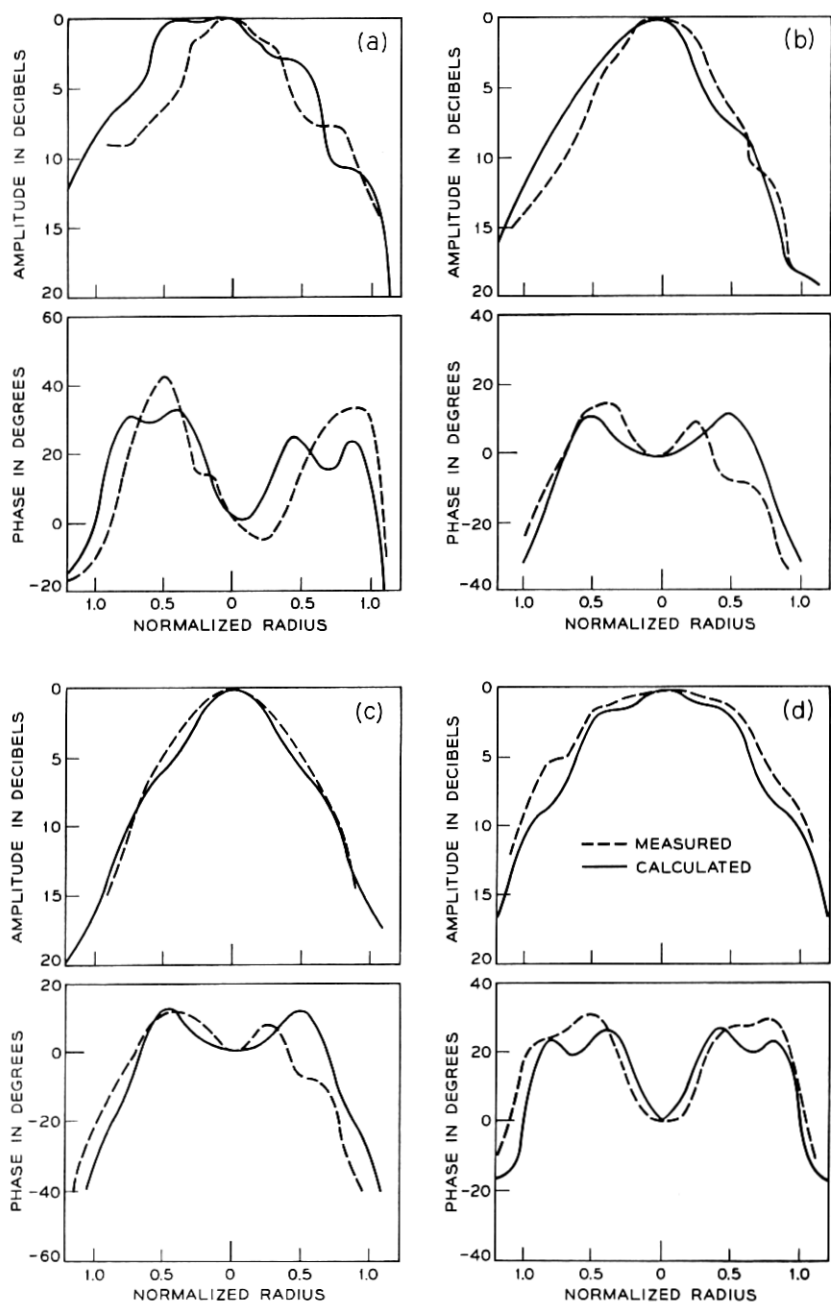 (a)
AMPLITUDE IN DECIBELS
0
5
10
15
20
PHASE IN DEGREES
60
40
20
0
-20
1.0 0.5 0 0.5 1.0
NORMALIZED RADIUS
(b)
AMPLITUDE IN DECIBELS
0
5
10
15
20
PHASE IN DEGREES
40
20
0
-20
-40
1.0 0.5 0 0.5 1.0
NORMALIZED RADIUS
(c)
AMPLITUDE IN DECIBELS
0
5
10
15
20
PHASE IN DEGREES
20
0
-20
-40
-60
1.0 0.5 0 0.5 1.0
NORMALIZED RADIUS
(d)
AMPLITUDE IN DECIBELS
0
5
10
15
20
MEASURED
CALCULATED
PHASE IN DEGREES
40
20
0
-20
-40
1.0 0.5 0 0.5 1.0
NORMALIZED RADIUS